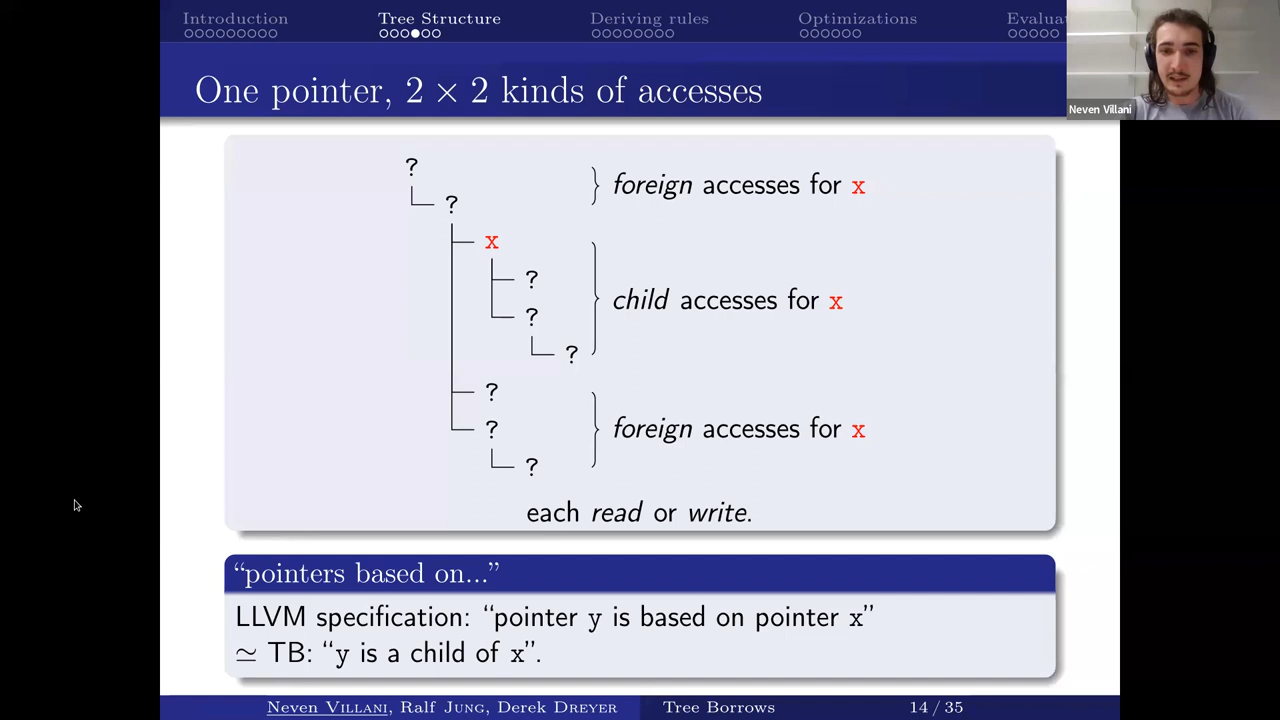 Introduction Tree Structure Deriving rules Optimizations Evalua
One pointer, 2 × 2 kinds of accesses
Neven Villani
?
? } foreign accesses for x
x
?
child accesses for x
?
?
?
? foreign accesses for x
?
each read or write.
“pointers based on...”
LLVM specification: “pointer y is based on pointer x”
≃ TB: “y is a child of x”.
Neven Villani, Ralf Jung, Derek Dreyer Tree Borrows 14 / 35